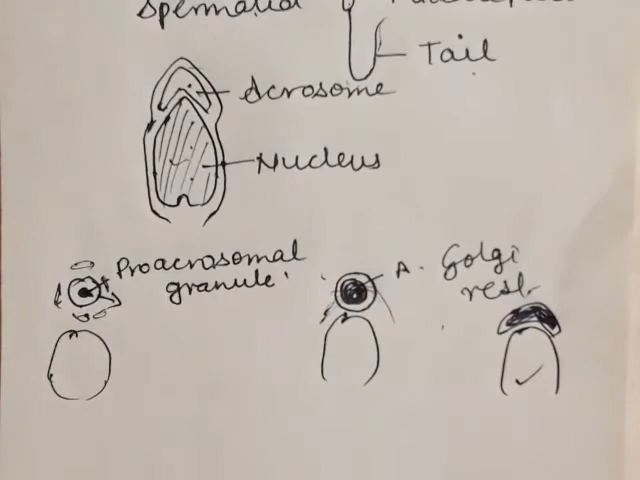 Spermatid
Tail
Acrosome
Nucleus
Proacrosomal
granule'
A. Golgi
rest.